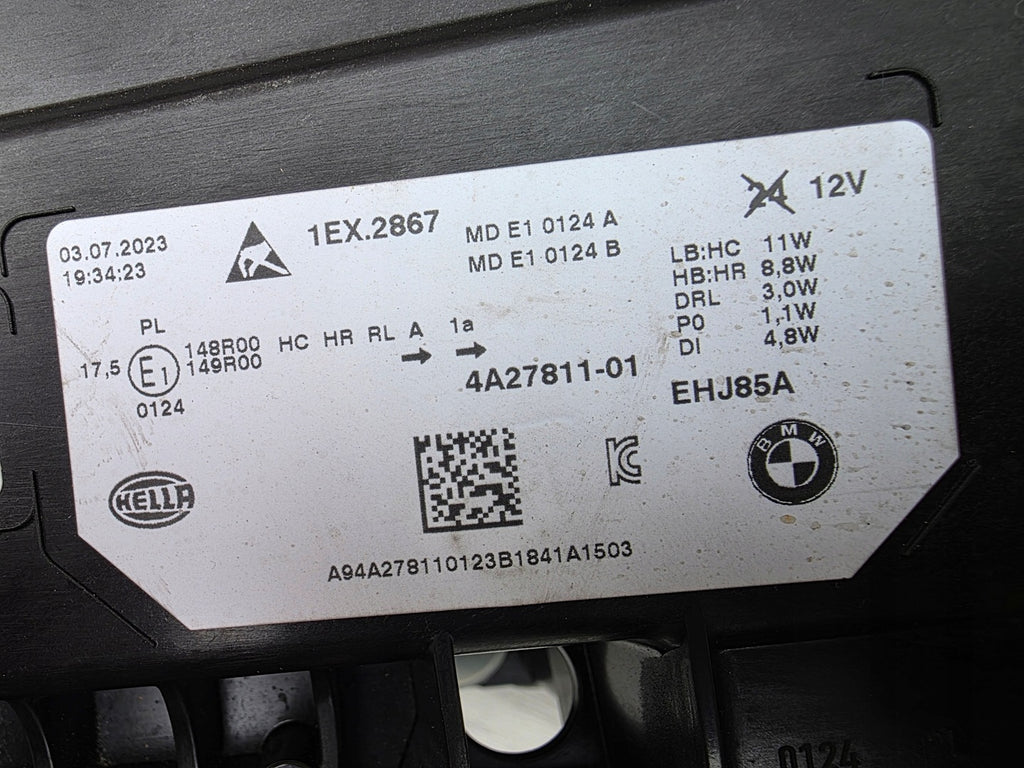 03.07.2023
19:34:23
1EX.2867
MD E1 0124 A
MD E1 0124 B
24 12V
LB:HC 11W
HB:HR 8,8W
DRL 3,0W
PO 1,1W
DI 4,8W
PL
17,5 E1 148R00 HC HR RL A 1a
149R00
0124
4A27811-01
EHJ85A
HELLA
BMW
A94A278110123B1841A1503
0124